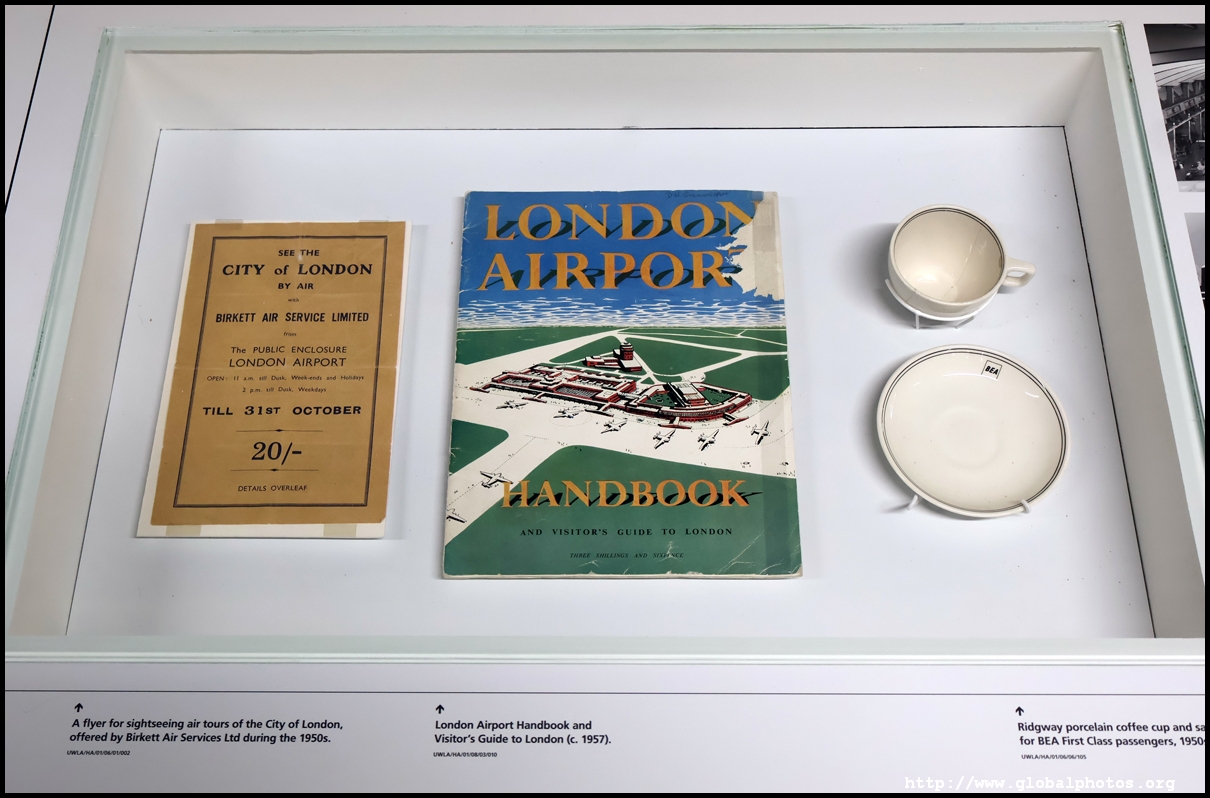 SEE THE
CITY of LONDON
BY AIR
with
BIRKETT AIR SERVICE LIMITED
from
The PUBLIC ENCLOSURE
LONDON AIRPORT
OPEN:- 11 a.m. till Dusk, Week-ends and Holidays
2 p.m. till Dusk, Weekdays
TILL 31ST OCTOBER
20/-
DETAILS OVERLEAF
LONDON
AIRPOR
HANDBOOK
AND VISITOR'S GUIDE TO LONDON
THREE SHILLINGS AND SIXPENCE
BEA
A flyer for sightseeing air tours of the City of London,
offered by Birkett Air Services Ltd during the 1950s.
UWLA/HA/01/06/01/002
London Airport Handbook and
Visitor's Guide to London (c. 1957).
UWLA/HA/01/08/03/010
Ridgway porcelain coffee cup and sa
for BEA First Class passengers, 1950
UWLA/HA/01/06/06/105
http://www.globalphotos.org